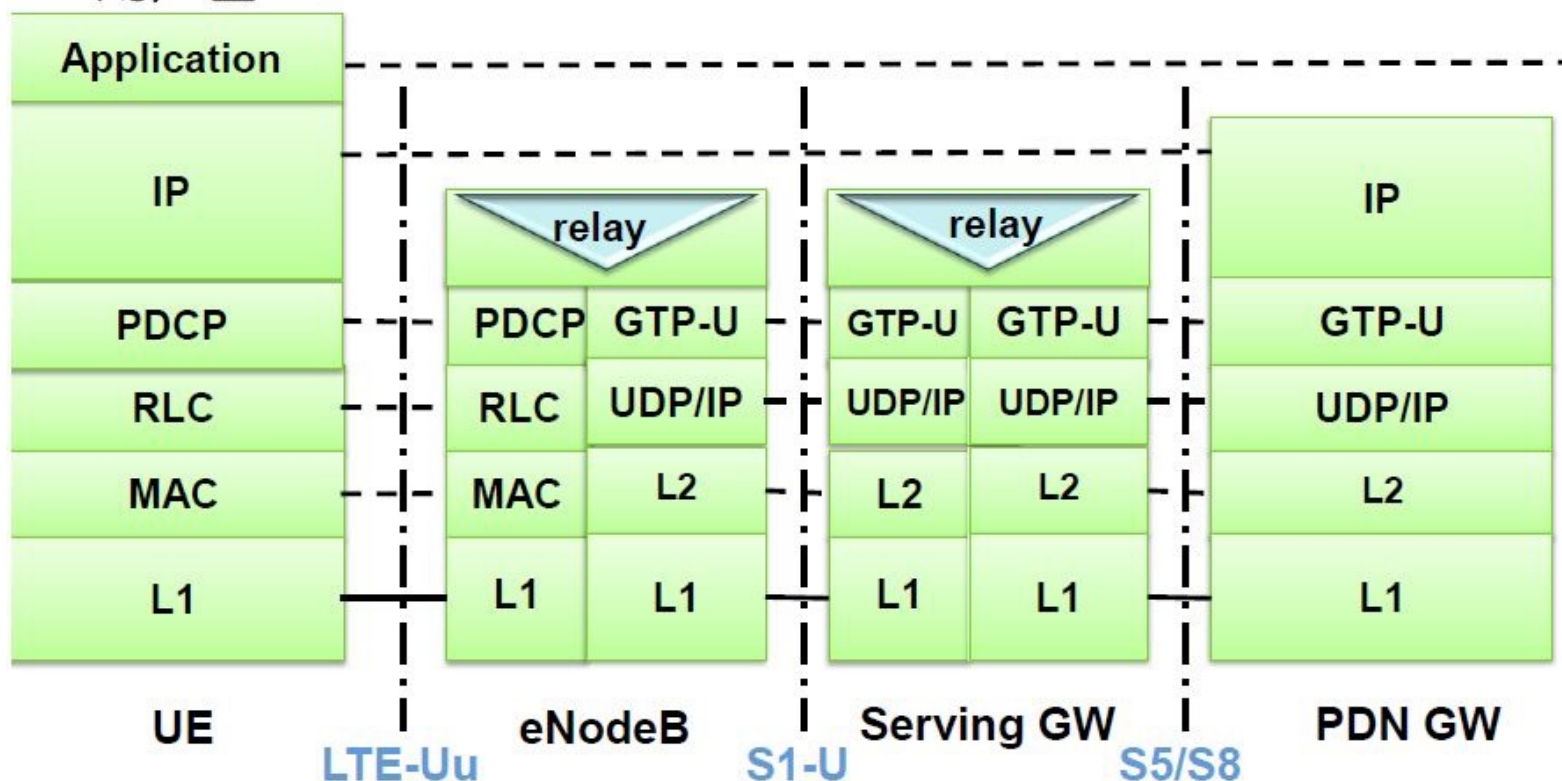 Application
IP
IP
relay
relay
PDCP
PDCP
GTP-U
GTP-U
GTP-U
GTP-U
RLC
RLC
UDP/IP
UDP/IP
UDP/IP
UDP/IP
MAC
MAC
L2
L2
L2
L2
L1
L1
L1
L1
L1
L1
UE
eNodeB
Serving GW
PDN GW
LTE-Uu
S1-U
S5/S8